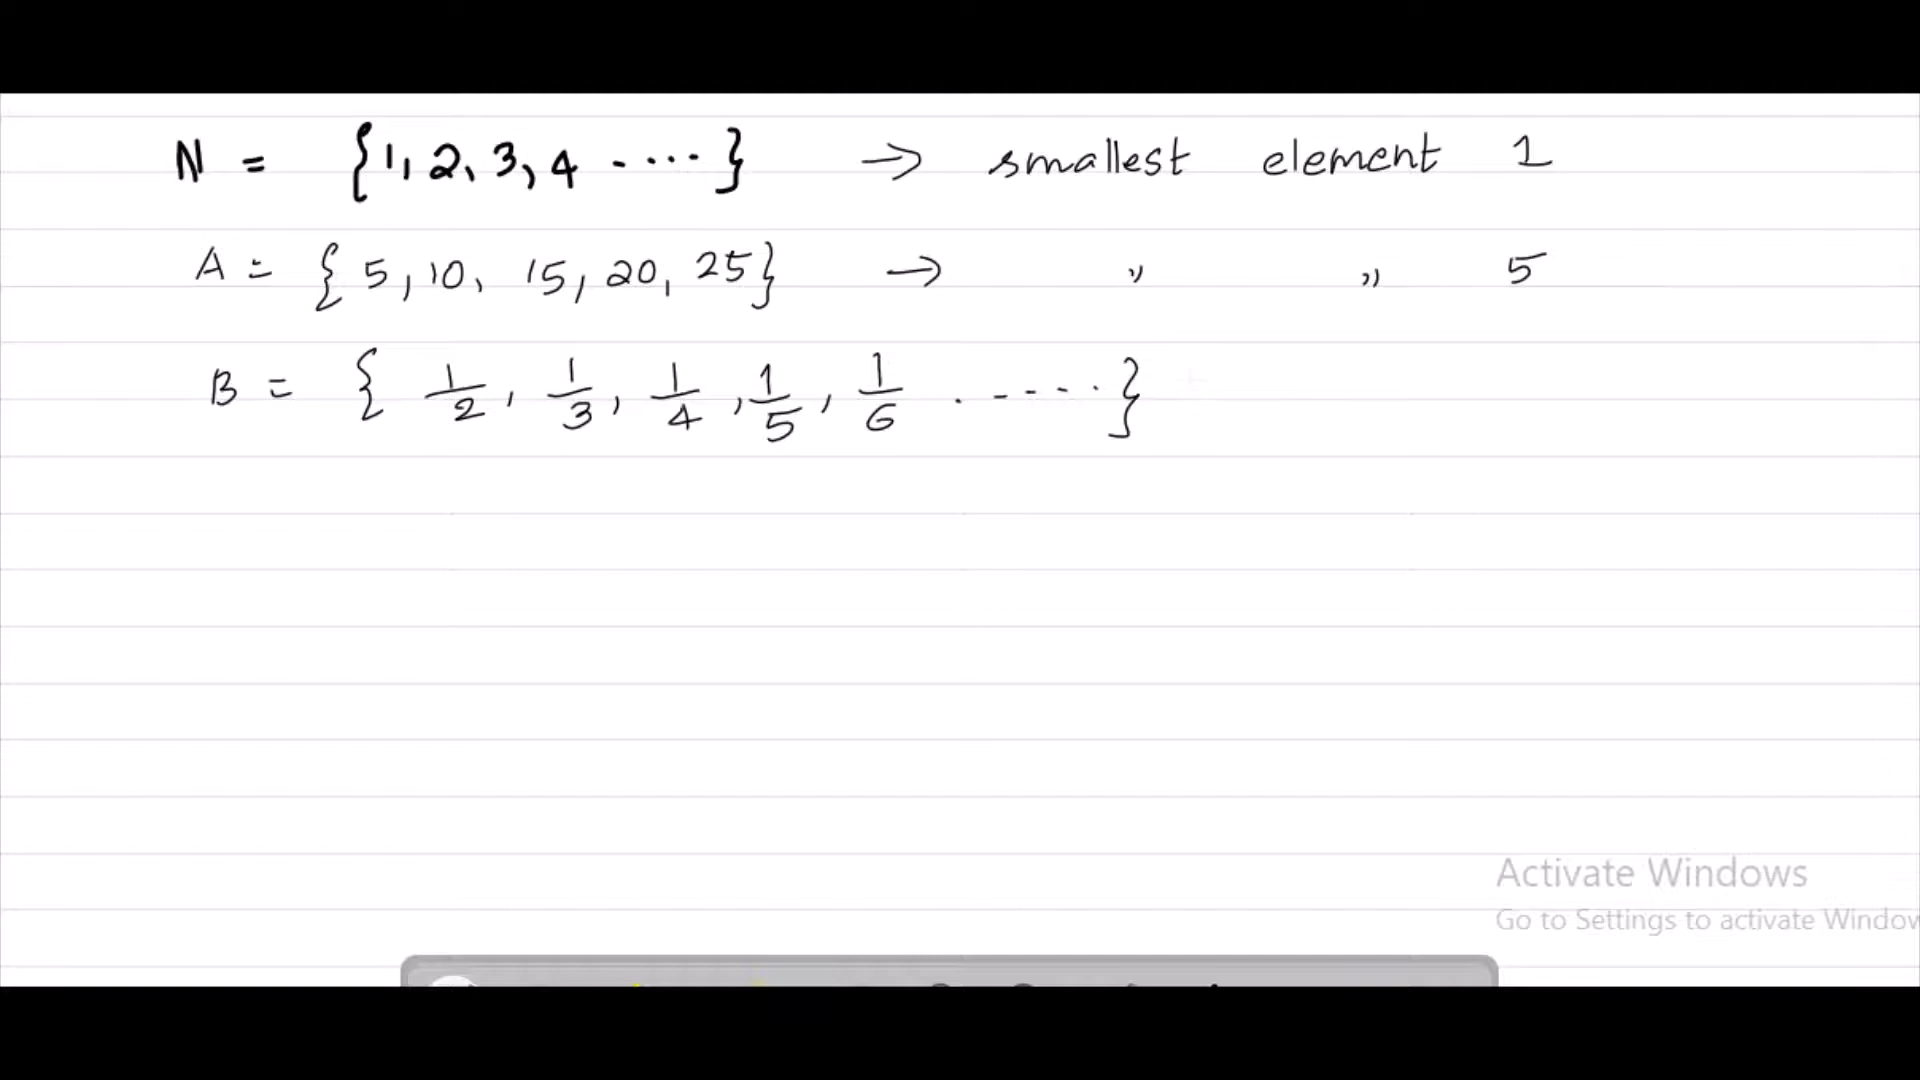 N = {1, 2, 3, 4 - ....} → smallest element 1
A = {5, 10, 15, 20, 25} → " " 5
B = {1/2, 1/3, 1/4, 1/5, 1/6 . - - - - . }
Activate Windows
Go to Settings to activate Window